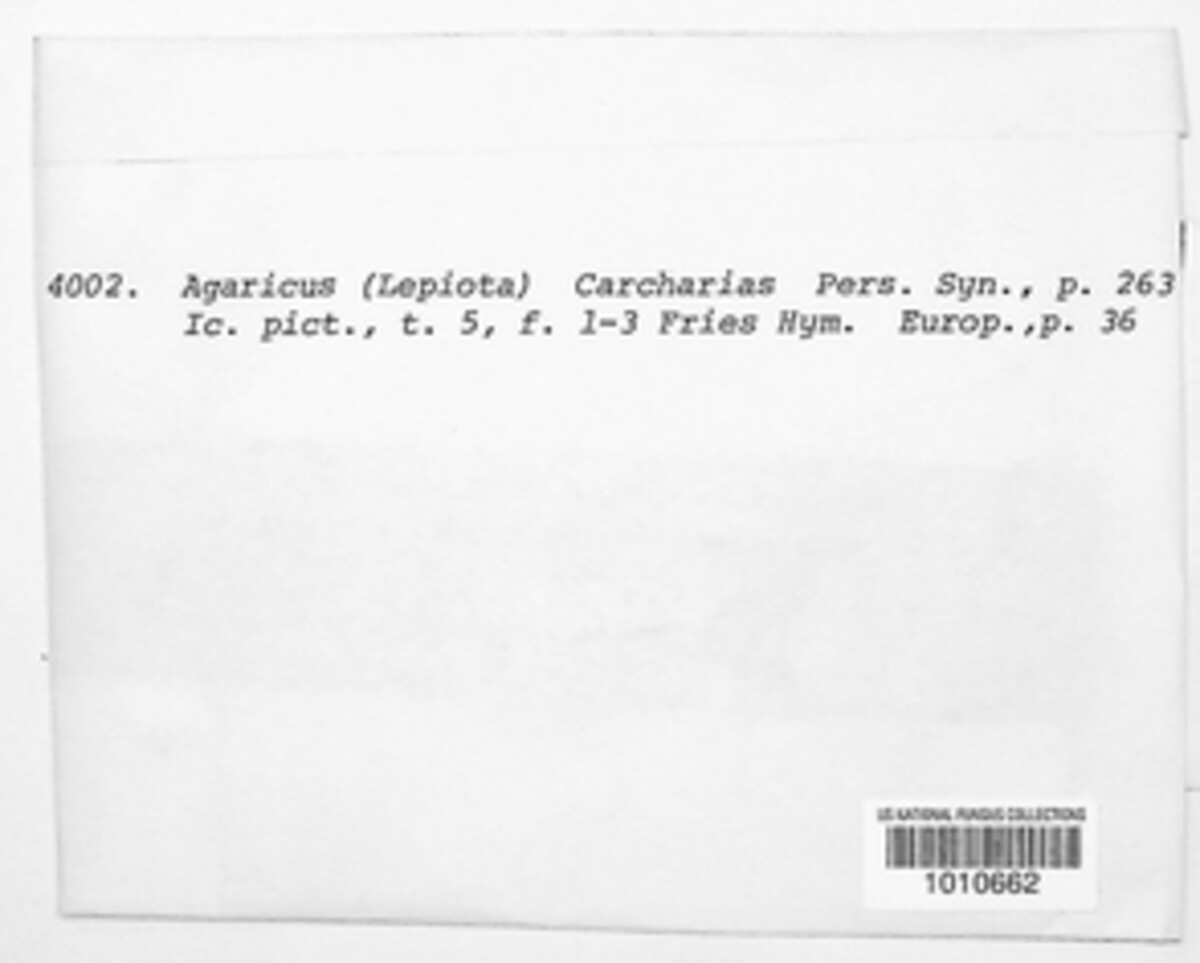 4002. Agaricus (Lepiota) Carcharias Pers. Syn., p. 263
Ic. pict., t. 5, f. 1-3 Fries Hym. Europ.,p. 36
US NATIONAL FUNGUS COLLECTIONS
1010662